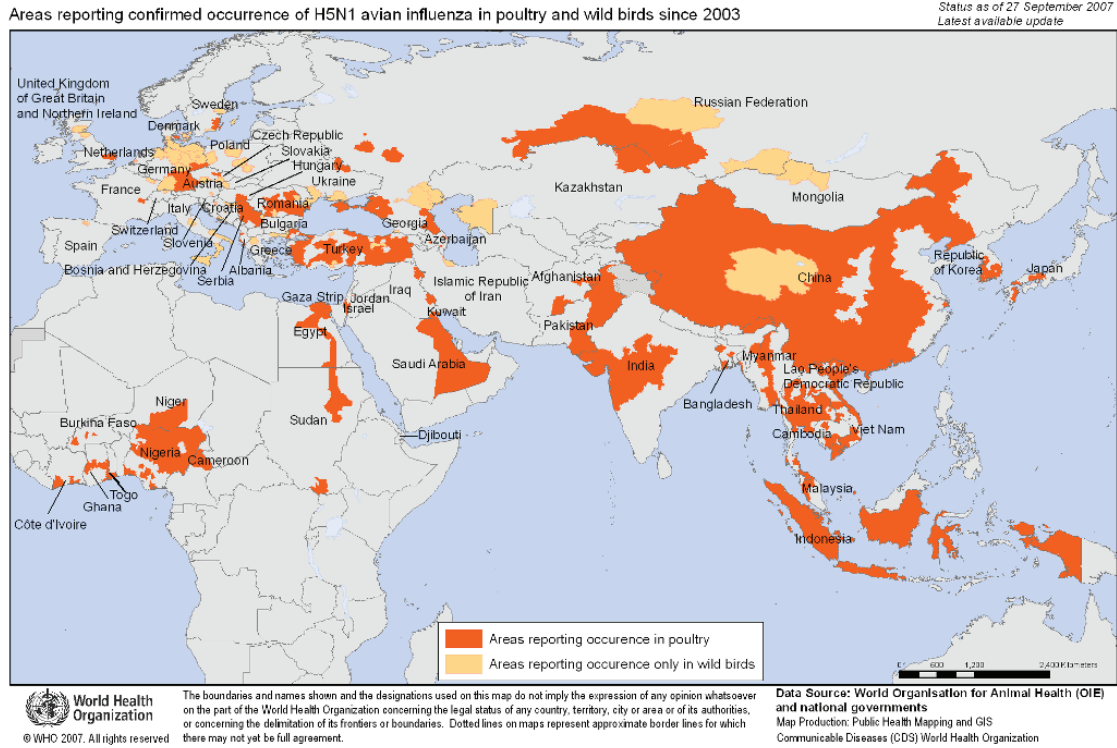 Areas reporting confirmed occurrence of H5N1 avian influenza in poultry and wild birds since 2003
Status as of 27 September 2007
Latest available update
United Kingdom
of Great Britain
and Northern Ireland
Sweden
Denmark
Russian Federation
Czech Republic
Poland
Slovakia
Netherlands
Hungary
Germany
Ukraine
Austria
France
Kazakhstan
Mongolia
Italy
Croatia
Romania
Switzerland
Bulgaria
Georgia
Slovenia
Azerbaijan
Spain
Greece
Turkey
Republic
of Korea
Japan
Bosnia and Herzegovina
Albania
Serbia
Afghanistan
China
Islamic Republic
of Iran
Iraq
Gaza Strip
Jordan
Israel
Kuwait
Egypt
Pakistan
Saudi Arabia
India
Myanmar
Lao People's
Democratic Republic
Bangladesh
Niger
Burkina Faso
Sudan
Thailand
Djibouti
Cambodia
Viet Nam
Nigeria
Cameroon
Togo
Ghana
Côte d'Ivoire
Malaysia
Indonesia
Areas reporting occurence in poultry
Areas reporting occurence only in wild birds
0 600 1,200 2,400 Kilometers
World Health
Organization
© WHO 2007. All rights reserved
The boundaries and names shown and the designations used on this map do not imply the expression of any opinion whatsoever
on the part of the World Health Organization concerning the legal status of any country, territory, city or area or of its authorities,
or concerning the delimitation of its frontiers or boundaries. Dotted lines on maps represent approximate border lines for which
there may not yet be full agreement.
Data Source: World Organisation for Animal Health (OIE)
and national governments
Map Production: Public Health Mapping and GIS
Communicable Diseases (CDS) World Health Organization